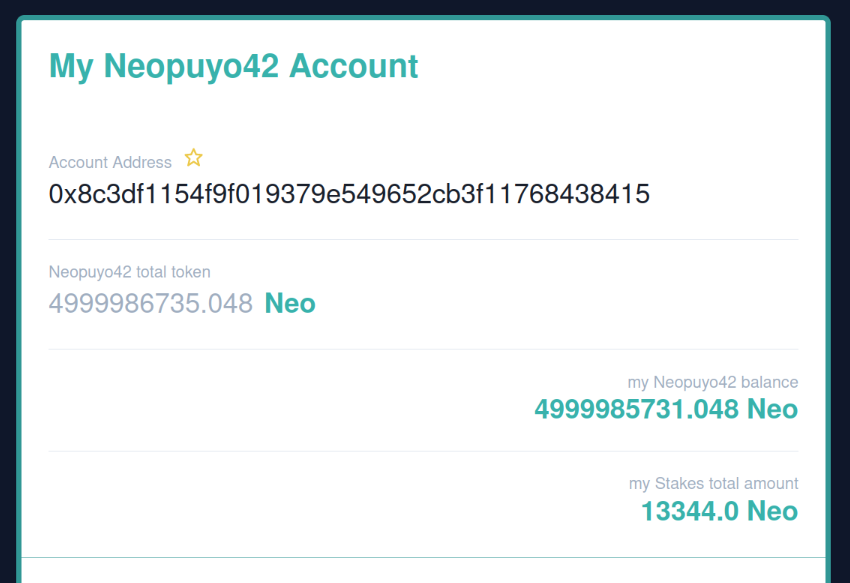 My Neopuyo42 Account
Account Address
0x8c3df1154f9f019379e549652cb3f11768438415
Neopuyo42 total token
4999986735.048 Neo
my Neopuyo42 balance
4999985731.048 Neo
my Stakes total amount
13344.0 Neo